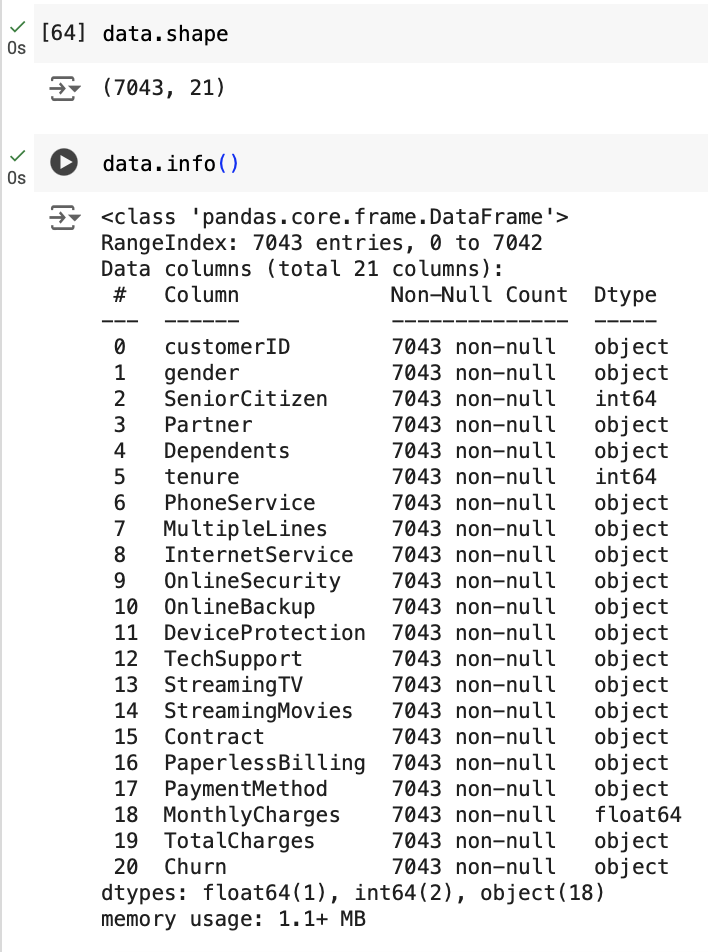 [64] data.shape
0s
(7043, 21)
data.info()
0s
<class 'pandas.core.frame.DataFrame'>
RangeIndex: 7043 entries, 0 to 7042
Data columns (total 21 columns):
 #   Column            Non-Null Count  Dtype
---  ------            --------------  -----
 0   customerID        7043 non-null   object
 1   gender            7043 non-null   object
 2   SeniorCitizen     7043 non-null   int64
 3   Partner           7043 non-null   object
 4   Dependents        7043 non-null   object
 5   tenure            7043 non-null   int64
 6   PhoneService      7043 non-null   object
 7   MultipleLines     7043 non-null   object
 8   InternetService   7043 non-null   object
 9   OnlineSecurity    7043 non-null   object
 10  OnlineBackup      7043 non-null   object
 11  DeviceProtection  7043 non-null   object
 12  TechSupport       7043 non-null   object
 13  StreamingTV       7043 non-null   object
 14  StreamingMovies   7043 non-null   object
 15  Contract          7043 non-null   object
 16  PaperlessBilling  7043 non-null   object
 17  PaymentMethod     7043 non-null   object
 18  MonthlyCharges    7043 non-null   float64
 19  TotalCharges      7043 non-null   object
 20  Churn             7043 non-null   object
dtypes: float64(1), int64(2), object(18)
memory usage: 1.1+ MB